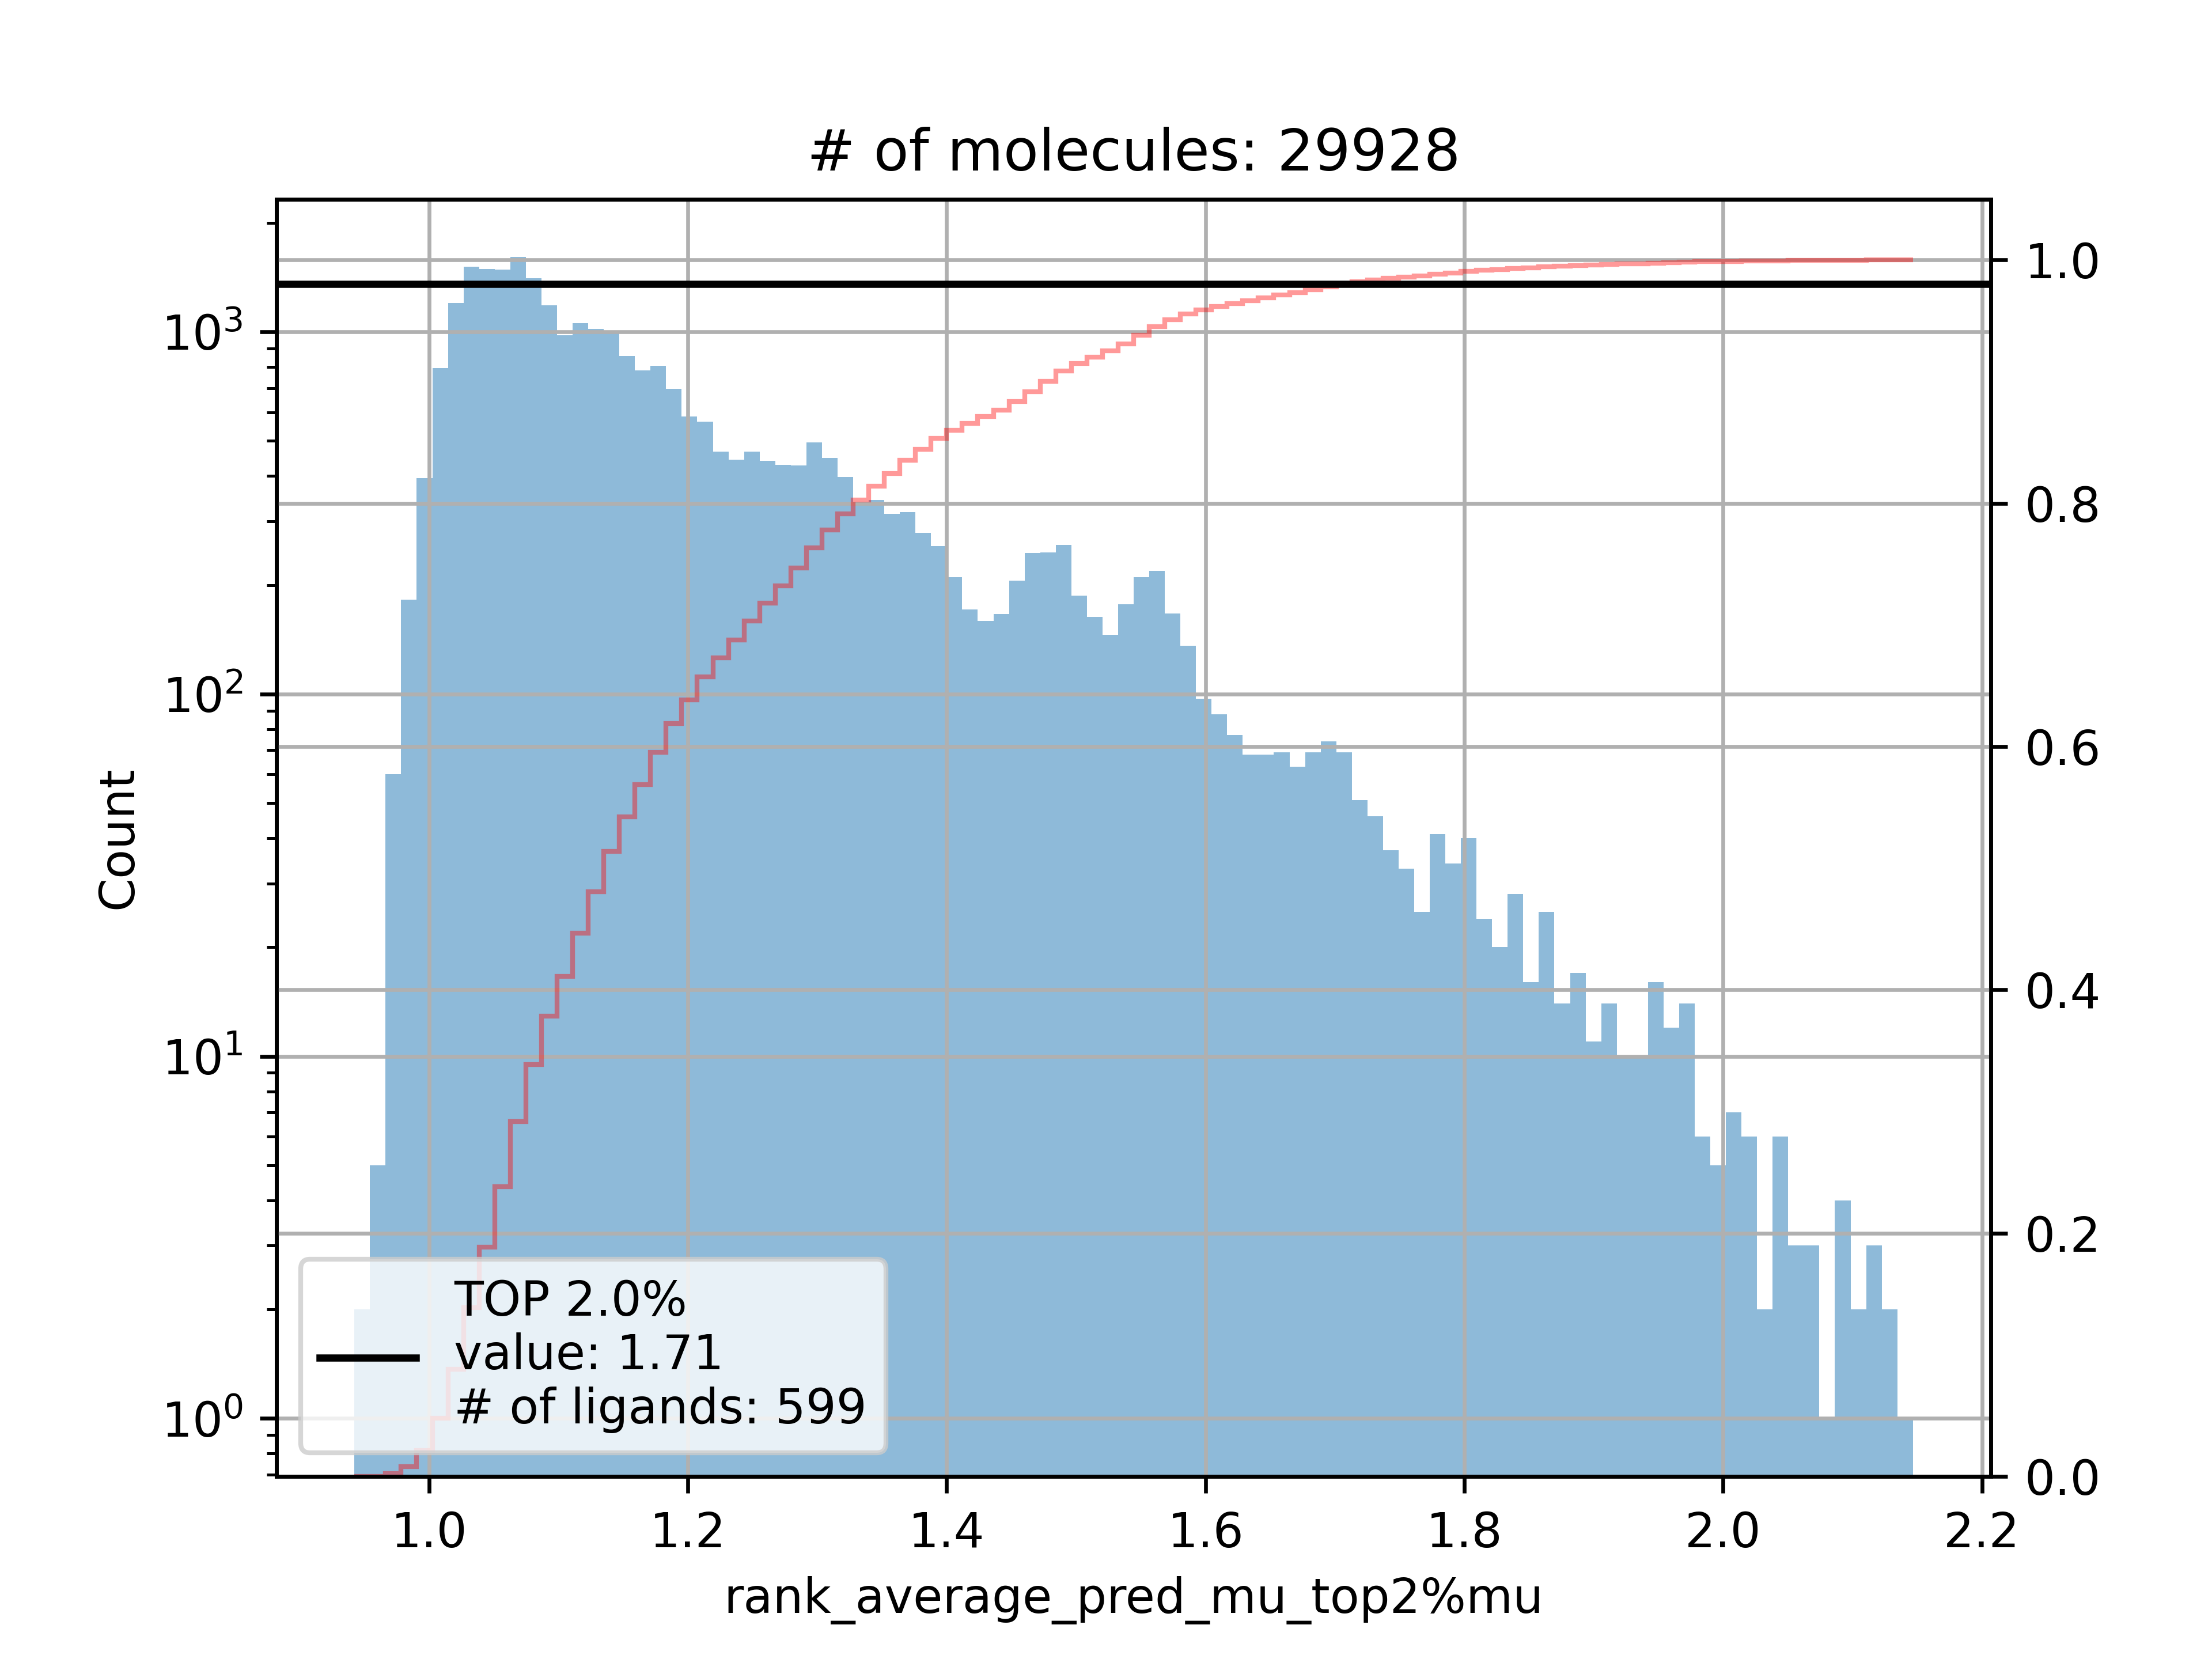 # of molecules: 29928
10³
10²
10¹
10⁰
Count
1.0
0.8
0.6
0.4
0.2
0.0
TOP 2.0%
value: 1.71
# of ligands: 599
1.0 1.2 1.4 1.6 1.8 2.0 2.2
rank_average_pred_mu_top2%mu